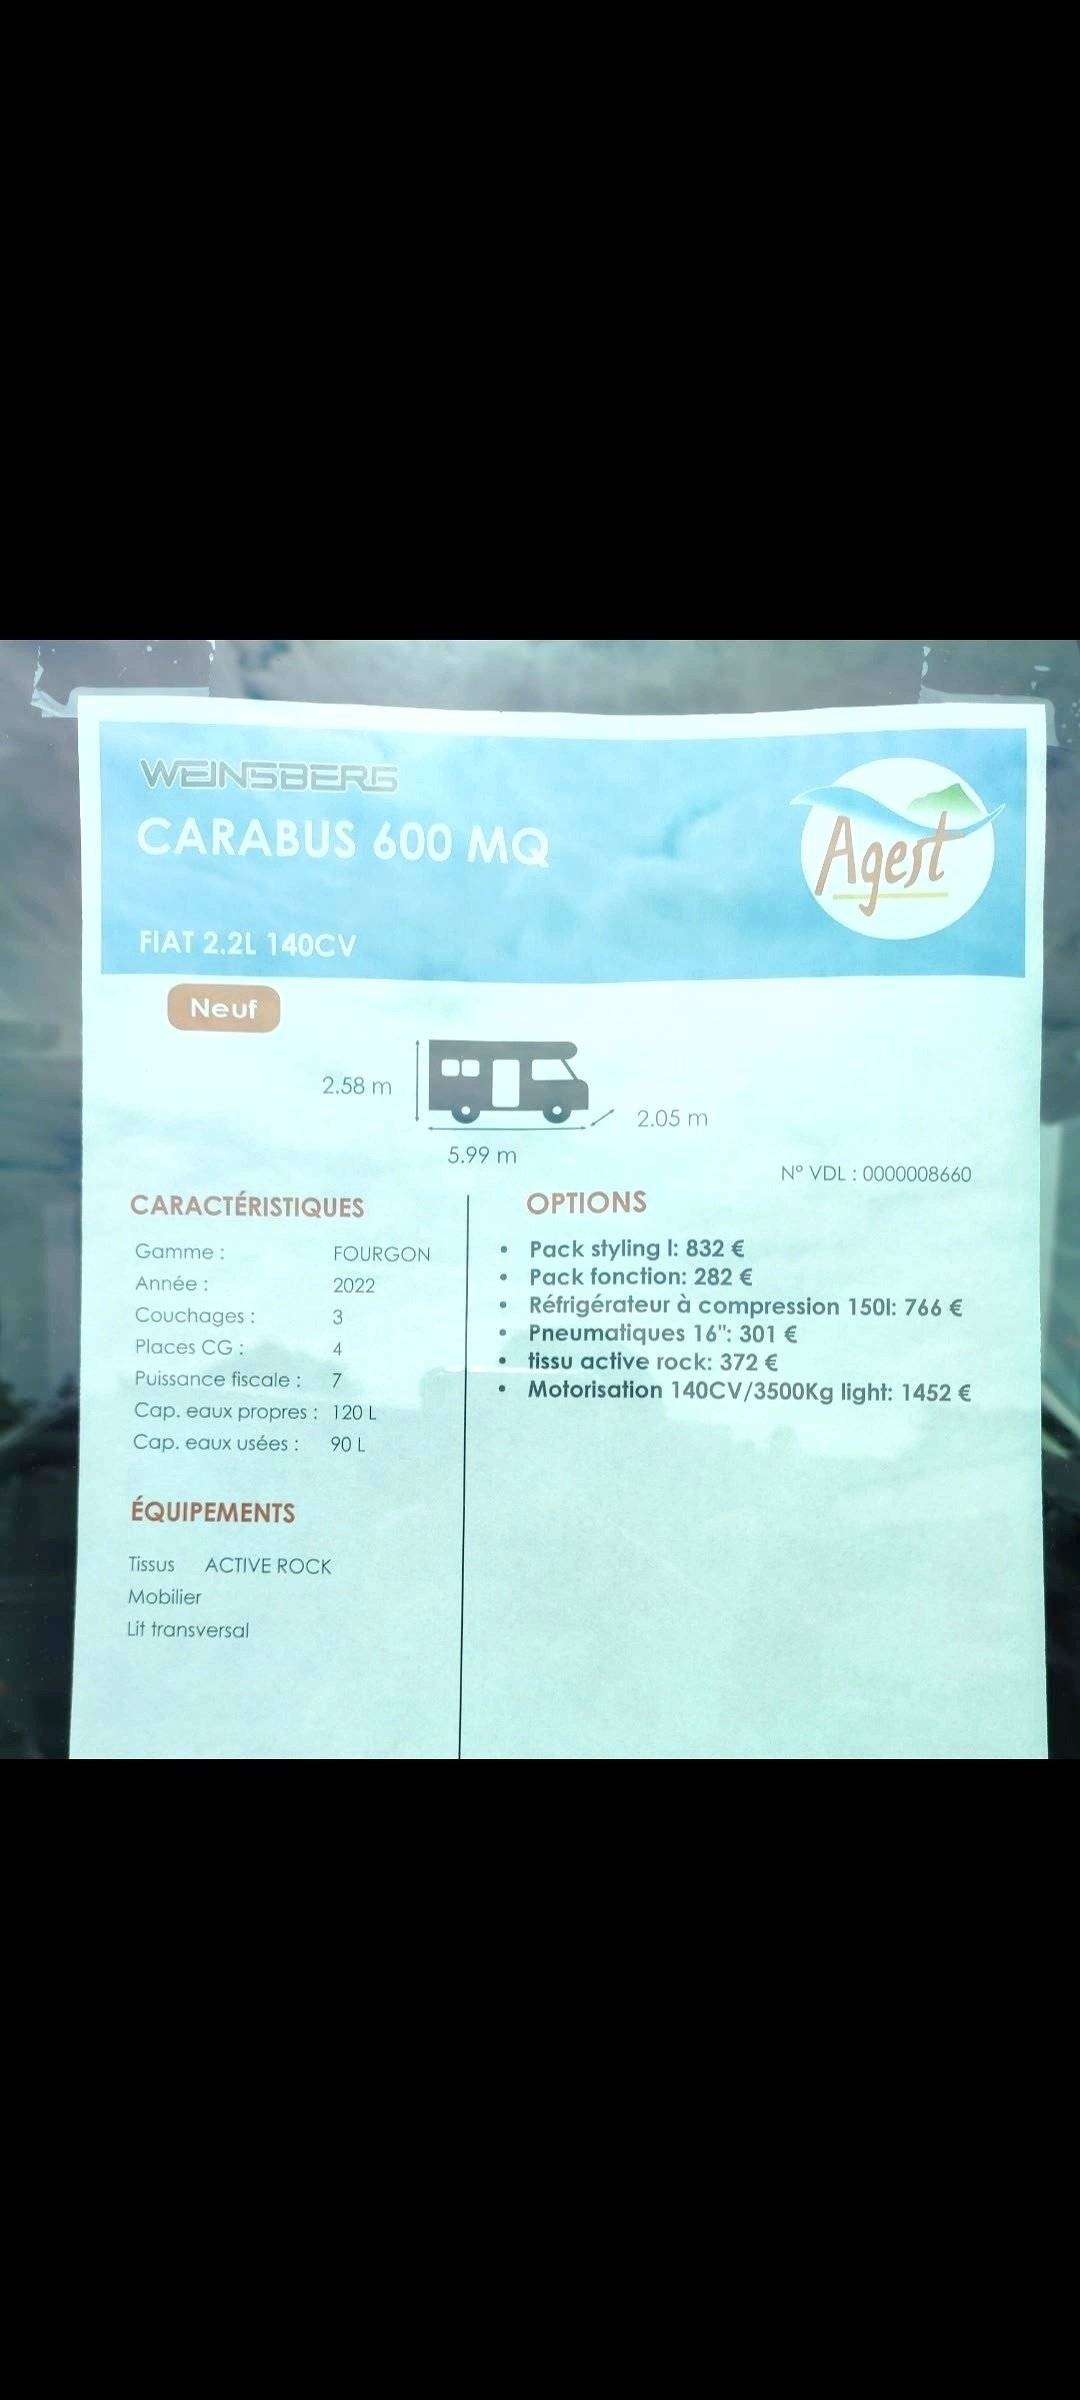 WEINSBERG
CARABUS 600 MQ
Agest
FIAT 2.2L 140CV
Neuf
2.58 m
2.05 m
5.99 m
N° VDL : 0000008660
CARACTÉRISTIQUES
Gamme : FOURGON
Année : 2022
Couchages : 3
Places CG : 4
Puissance fiscale : 7
Cap. eaux propres : 120 L
Cap. eaux usées : 90 L
ÉQUIPEMENTS
Tissus ACTIVE ROCK
Mobilier
Lit transversal
OPTIONS
• Pack styling I: 832 €
• Pack fonction: 282 €
• Réfrigérateur à compression 150l: 766 €
• Pneumatiques 16": 301 €
• tissu active rock: 372 €
• Motorisation 140CV/3500Kg light: 1452 €